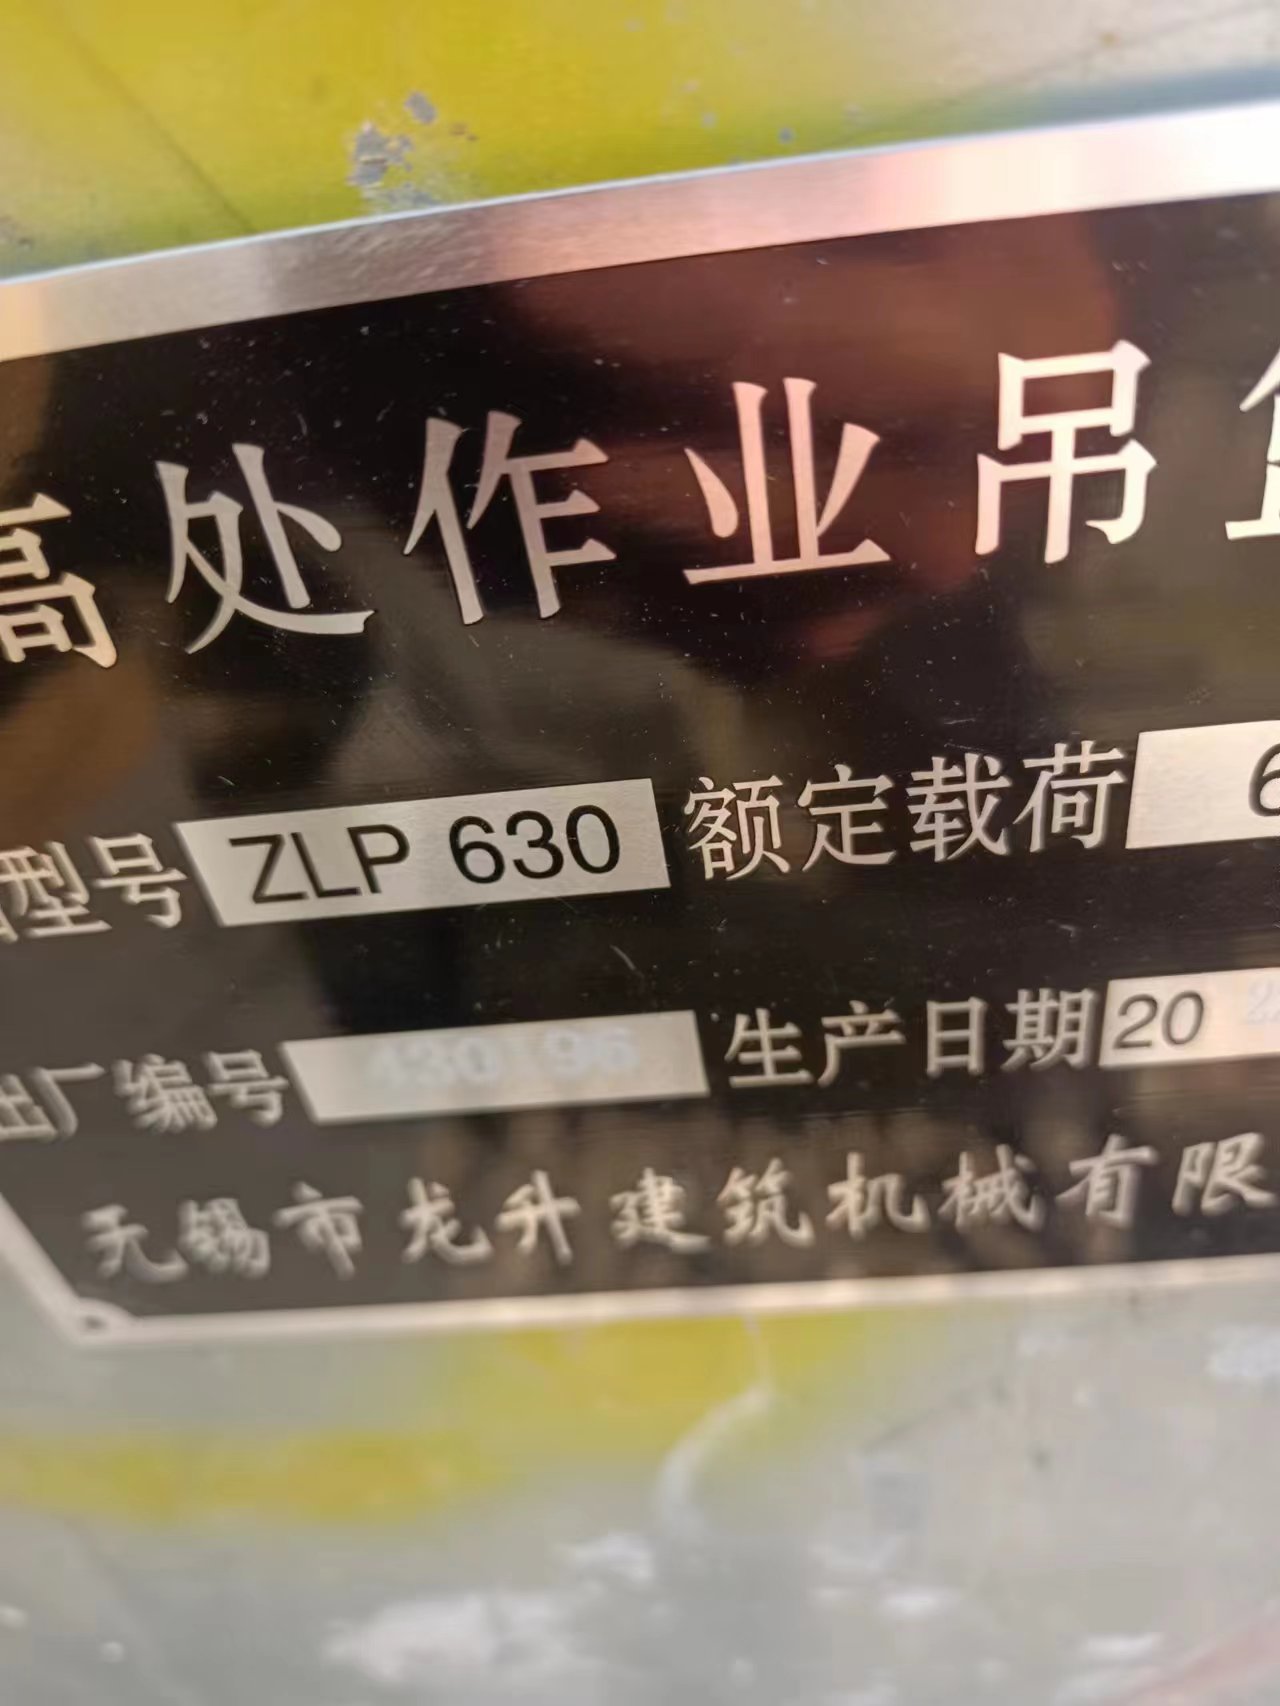 高处作业吊
型号 ZLP 630 额定载荷 6
出厂编号 生产日期 20
无锡市龙升建筑机械有限